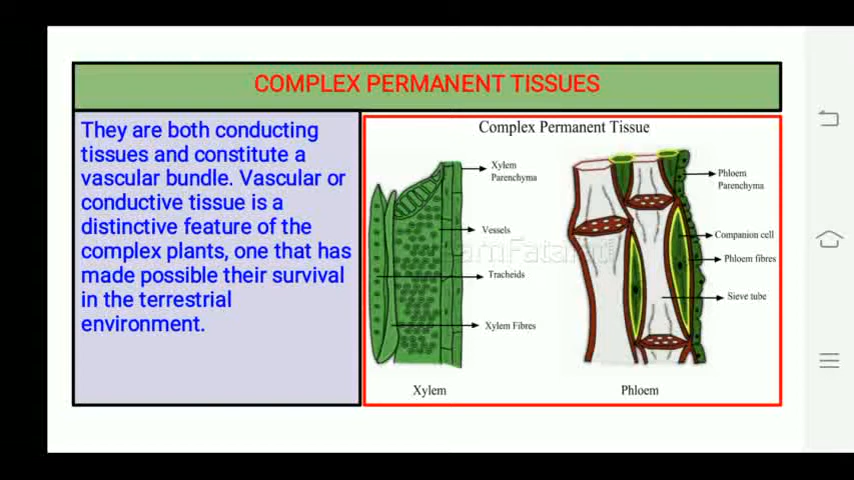 COMPLEX PERMANENT TISSUES
They are both conducting
tissues and constitute a
vascular bundle. Vascular or
conductive tissue is a
distinctive feature of the
complex plants, one that has
made possible their survival
in the terrestrial
environment.
Complex Permanent Tissue
Xylem
Parenchyma
Vessels
Tracheids
Xylem Fibres
Xylem
Phloem
Parenchyma
Companion cell
Phloem fibres
Sieve tube
Phloem